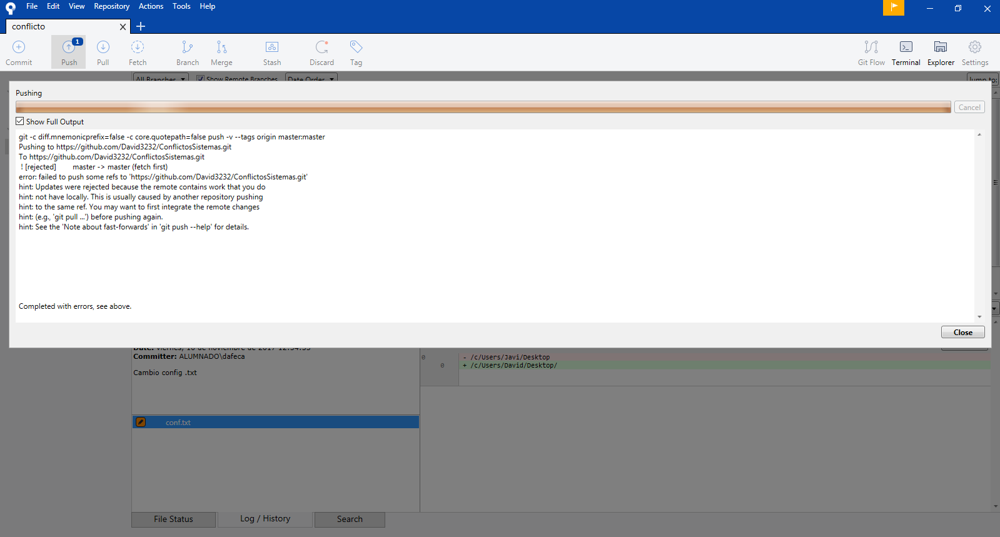 File Edit View Repository Actions Tools Help
conflicto
1
Commit Push Pull Fetch Branch Merge Stash Discard Tag Git Flow Terminal Explorer Settings
All Branches Show Remote Branches Date Order Jump to:
Pushing
Cancel
Show Full Output
git -c diff.mnemonicprefix=false -c core.quotepath=false push -v --tags origin master:master
Pushing to https://github.com/David3232/ConflictosSistemas.git
To https://github.com/David3232/ConflictosSistemas.git
! [rejected] master -> master (fetch first)
error: failed to push some refs to 'https://github.com/David3232/ConflictosSistemas.git'
hint: Updates were rejected because the remote contains work that you do
hint: not have locally. This is usually caused by another repository pushing
hint: to the same ref. You may want to first integrate the remote changes
hint: (e.g., 'git pull ...') before pushing again.
hint: See the 'Note about fast-forwards' in 'git push --help' for details.
Completed with errors, see above.
Close
Date: viernes, 10 de noviembre de 2017
Committer: ALUMNADO\dafeca
Cambio config .txt
0 - /c/Users/Javi/Desktop
0 + /c/Users/David/Desktop/
conf.txt
File Status Log / History Search